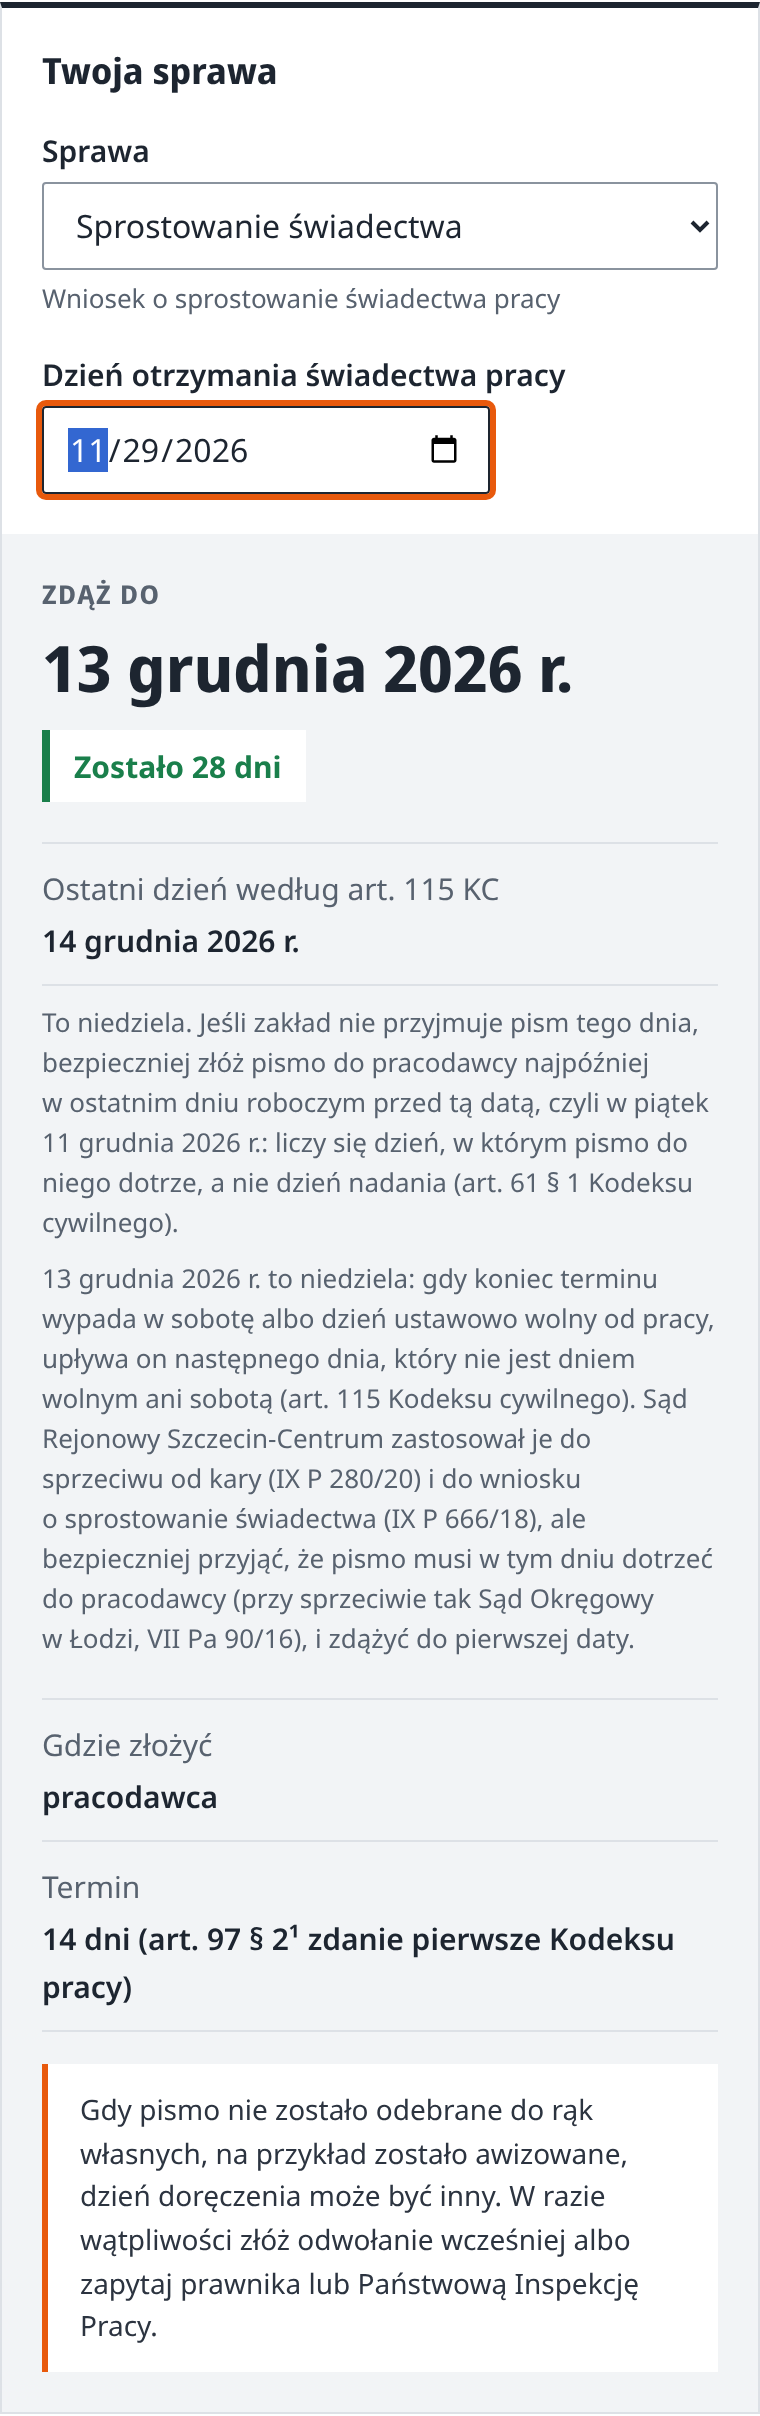 Twoja sprawa
Sprawa
Sprostowanie świadectwa
Wniosek o sprostowanie świadectwa pracy
Dzień otrzymania świadectwa pracy
11/29/2026
ZDĄŻ DO
13 grudnia 2026 r.
Zostało 28 dni
Ostatni dzień według art. 115 KC
14 grudnia 2026 r.
To niedziela. Jeśli zakład nie przyjmuje pism tego dnia,
bezpieczniej złóż pismo do pracodawcy najpóźniej
w ostatnim dniu roboczym przed tą datą, czyli w piątek
11 grudnia 2026 r.: liczy się dzień, w którym pismo do
niego dotrze, a nie dzień nadania (art. 61 § 1 Kodeksu
cywilnego).
13 grudnia 2026 r. to niedziela: gdy koniec terminu
wypada w sobotę albo dzień ustawowo wolny od pracy,
upływa on następnego dnia, który nie jest dniem
wolnym ani sobotą (art. 115 Kodeksu cywilnego). Sąd
Rejonowy Szczecin-Centrum zastosował je do
sprzeciwu od kary (IX P 280/20) i do wniosku
o sprostowanie świadectwa (IX P 666/18), ale
bezpieczniej przyjąć, że pismo musi w tym dniu dotrzeć
do pracodawcy (przy sprzeciwie tak Sąd Okręgowy
w Łodzi, VII Pa 90/16), i zdążyć do pierwszej daty.
Gdzie złożyć
pracodawca
Termin
14 dni (art. 97 § 2¹ zdanie pierwsze Kodeksu
pracy)
Gdy pismo nie zostało odebrane do rąk
własnych, na przykład zostało awizowane,
dzień doręczenia może być inny. W razie
wątpliwości złóż odwołanie wcześniej albo
zapytaj prawnika lub Państwową Inspekcję
Pracy.